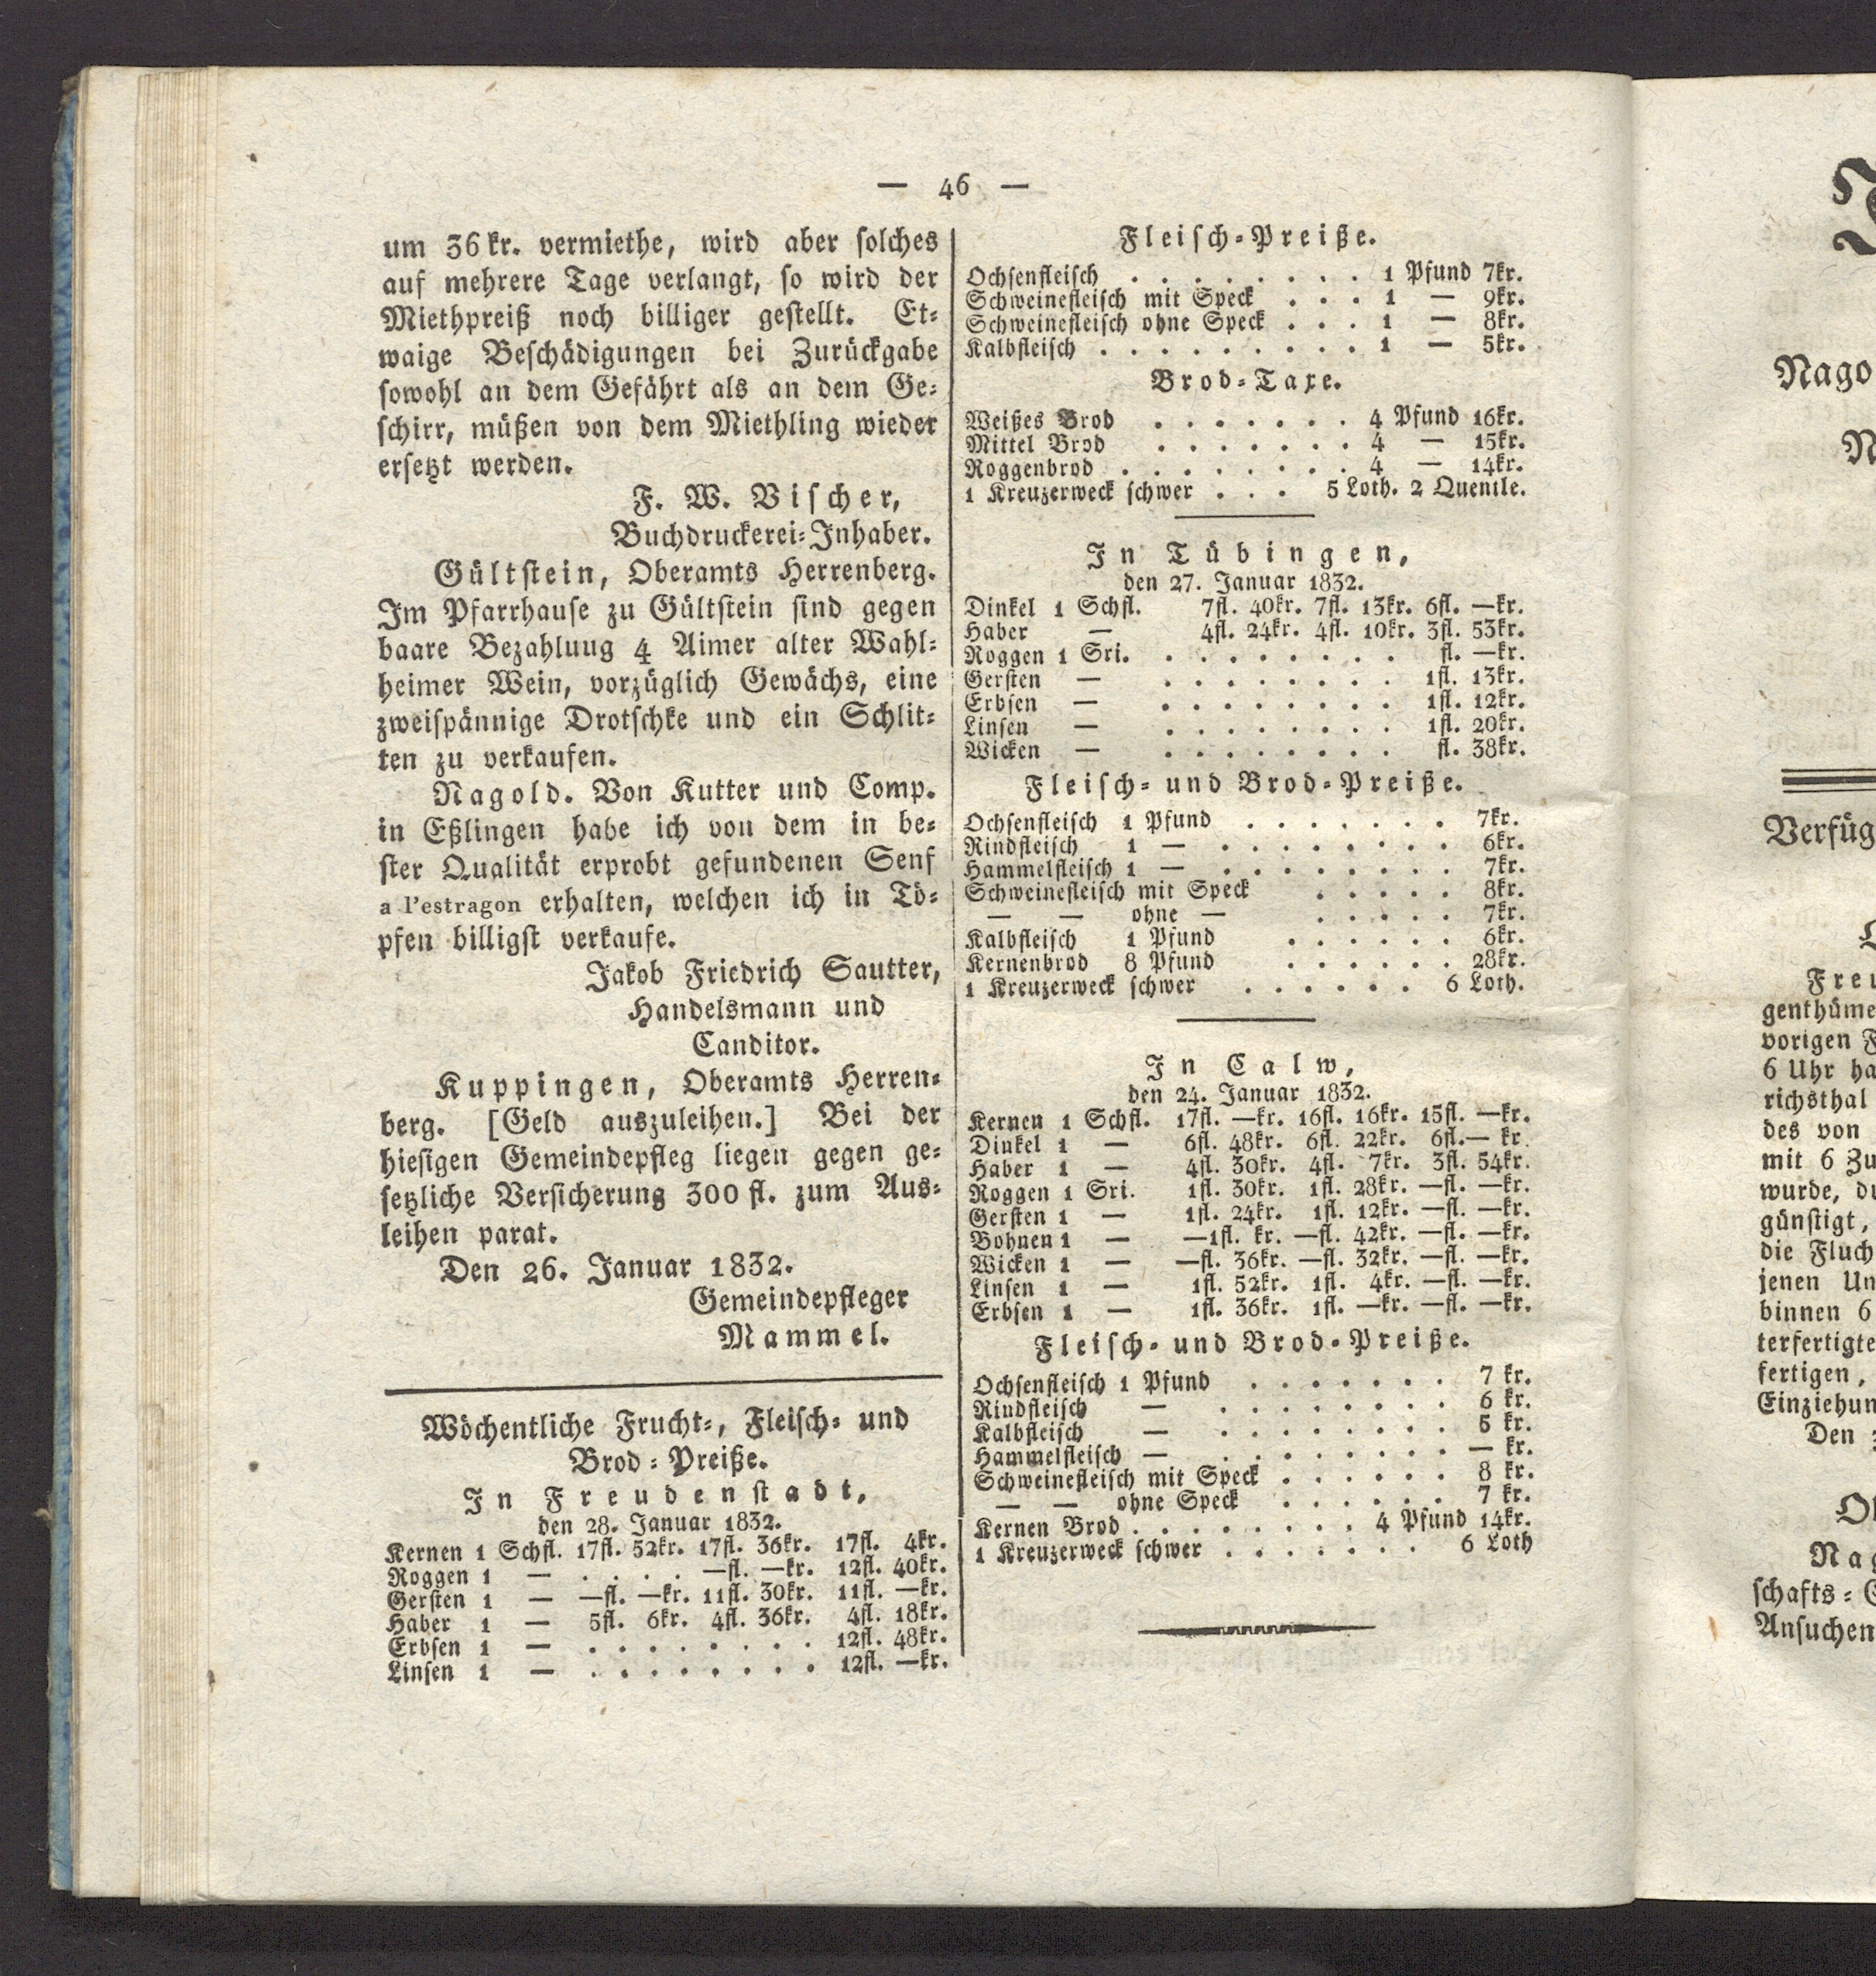 — 46 —
um 36 kr. vermiethe, wird aber solches
auf mehrere Tage verlangt, so wird der
Miethpreiß noch billiger gestellt. Et-
waige Beschädigungen bei Zurückgabe
sowohl an dem Gefährt als an dem Ge-
schirr, müßen von dem Miethling wieder
ersetzt werden.
F. W. Vischer,
Buchdruckerei-Inhaber.
Gültstein, Oberamts Herrenberg.
Im Pfarrhause zu Gültstein sind gegen
baare Bezahluug 4 Aimer alter Wahl-
heimer Wein, vorzüglich Gewächs, eine
zweispännige Drotschke und ein Schlit-
ten zu verkaufen.
Nagold. Von Kutter und Comp.
in Eßlingen habe ich von dem in be-
ster Qualität erprobt gefundenen Senf
a l'estragon erhalten, welchen ich in Tö-
pfen billigst verkaufe.
Jakob Friedrich Sautter,
Handelsmann und
Canditor.
Kuppingen, Oberamts Herren-
berg. [Geld auszuleihen.] Bei der
hiesigen Gemeindepfleg liegen gegen ge-
setzliche Versicherung 300 fl. zum Aus-
leihen parat.
Den 26. Januar 1832.
Gemeindepfleger
Mammel.
Wöchentliche Frucht-, Fleisch- und
Brod-Preiße.
In Freudenstadt,
den 28. Januar 1832.
Kernen 1 Schfl. 17fl. 52kr. 17fl. 36kr. 17fl. 4kr.
Roggen 1 — . . . . —fl. —kr. 12fl. 40kr.
Gersten 1 — —fl. —kr. 11fl. 30kr. 11fl. —kr.
Haber 1 — 5fl. 6kr. 4fl. 36kr. 4fl. 18kr.
Erbsen 1 — . . . . . . . . 12fl. 48kr.
Linsen 1 — . . . . . . . . 12fl. —kr.
Fleisch-Preiße.
Ochsenfleisch . . . . . . . . 1 Pfund 7kr.
Schweinefleisch mit Speck . . . 1 — 9kr.
Schweinefleisch ohne Speck . . . 1 — 8kr.
Kalbfleisch . . . . . . . . . 1 — 5kr.
Brod-Taxe.
Weißes Brod . . . . . . . 4 Pfund 16kr.
Mittel Brod . . . . . . . 4 — 15kr.
Roggenbrod . . . . . . . . 4 — 14kr.
1 Kreuzerweck schwer . . . 5 Loth. 2 Quentle.
In Tübingen,
den 27. Januar 1832.
Dinkel 1 Schfl. 7fl. 40kr. 7fl. 13kr. 6fl. —kr.
Haber — 4fl. 24kr. 4fl. 10kr. 3fl. 53kr.
Roggen 1 Sri. . . . . . . . . fl. —kr.
Gersten — . . . . . . . . 1fl. 13kr.
Erbsen — . . . . . . . . 1fl. 12kr.
Linsen — . . . . . . . . 1fl. 20kr.
Wicken — . . . . . . . . fl. 38kr.
Fleisch- und Brod-Preiße.
Ochsenfleisch 1 Pfund . . . . . . . 7kr.
Rindfleisch 1 — . . . . . . . . 6kr.
Hammelfleisch 1 — . . . . . . . . 7kr.
Schweinefleisch mit Speck . . . . . 8kr.
— — ohne — . . . . . 7kr.
Kalbfleisch 1 Pfund . . . . . . 6kr.
Kernenbrod 8 Pfund . . . . . . 28kr.
1 Kreuzerweck schwer . . . . . . 6 Loth.
In Calw,
den 24. Januar 1832.
Kernen 1 Schfl. 17fl. —kr. 16fl. 16kr. 15fl. —kr.
Dinkel 1 — 6fl. 48kr. 6fl. 22kr. 6fl.— kr.
Haber 1 — 4fl. 30kr. 4fl. 7kr. 3fl. 54kr.
Roggen 1 Sri. 1fl. 30kr. 1fl. 28kr. —fl. —kr.
Gersten 1 — 1fl. 24kr. 1fl. 12kr. —fl. —kr.
Bohnen 1 — —1fl. kr. —fl. 42kr. —fl. —kr.
Wicken 1 — —fl. 36kr. —fl. 32kr. —fl. —kr.
Linsen 1 — 1fl. 52kr. 1fl. 4kr. —fl. —kr.
Erbsen 1 — 1fl. 36kr. 1fl. —kr. —fl. —kr.
Fleisch- und Brod-Preiße.
Ochsenfleisch 1 Pfund . . . . . . . 7 kr.
Rindfleisch — . . . . . . . . 6 kr.
Kalbfleisch — . . . . . . . . 5 kr.
Hammelfleisch — . . . . . . . . — kr.
Schweinefleisch mit Speck . . . . . . 8 kr.
— — ohne Speck . . . . . . 7 kr.
Kernen Brod . . . . . . . . 4 Pfund 14kr.
1 Kreuzerweck schwer . . . . . . . 6 Loth
Nago
N
Verfüg
Freu
genthüme
vorigen F
6 Uhr ha
richsthal
des von
mit 6 Zu
wurde, du
günstigt,
die Fluch
jenen Un
binnen 6
terfertigte
fertigen,
Einziehun
Den
Ob
Nag
schafts-G
Ansuchen